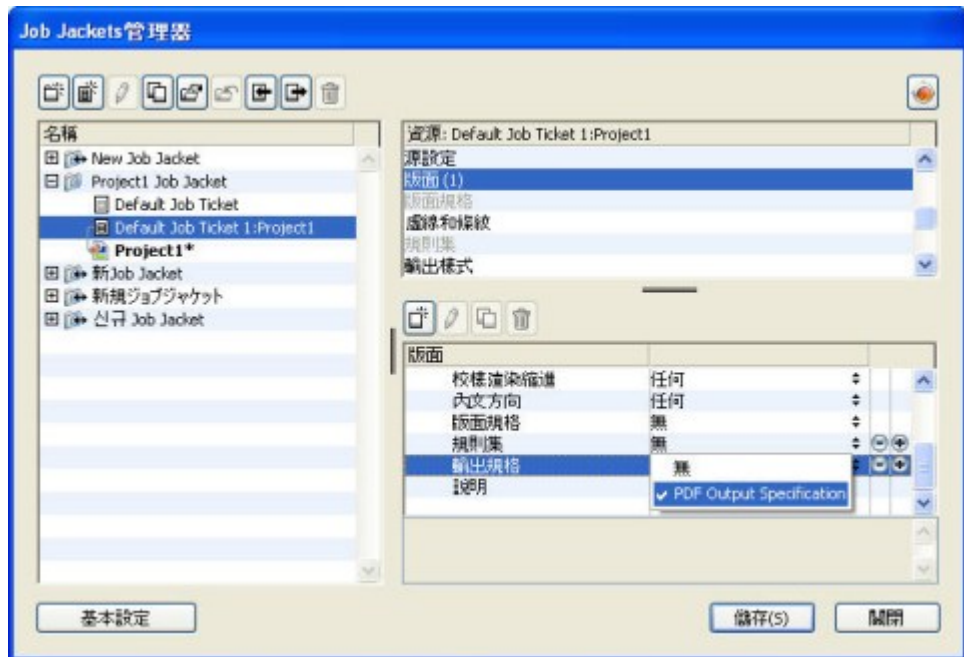 Job Jackets管理器
名稱
New Job Jacket
Project1 Job Jacket
Default Job Ticket
Default Job Ticket 1:Project1
Project1*
新Job Jacket
新規ジョブジャケット
신규 Job Jacket
資源: Default Job Ticket 1:Project1
源設定
版面 (1)
版面規格
虛線和條紋
規則集
輸出樣式
版面
校樣渲染縮進 任何
內文方向 任何
版面規格 無
規則集 無
輸出規格
無
PDF Output Specification
說明
基本設定
儲存(S)
關閉